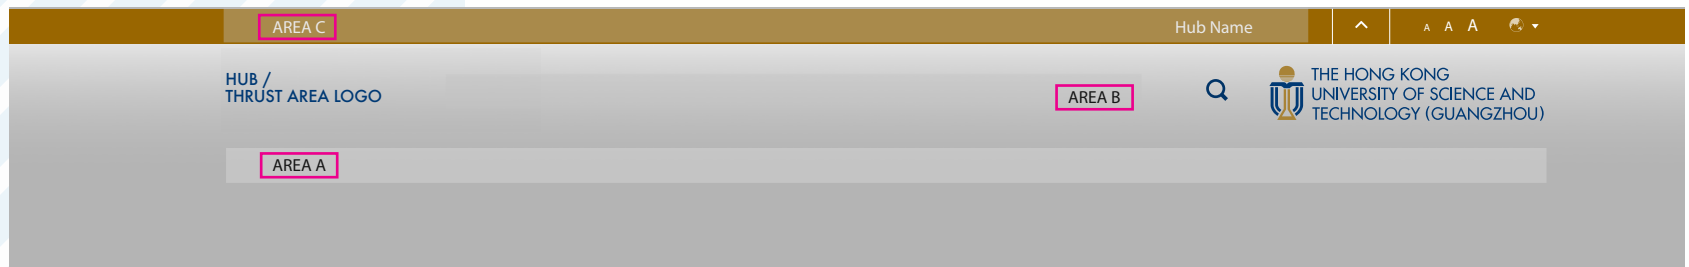 AREA C
Hub Name
A A A
HUB /
THRUST AREA LOGO
AREA B
THE HONG KONG
UNIVERSITY OF SCIENCE AND
TECHNOLOGY (GUANGZHOU)
AREA A